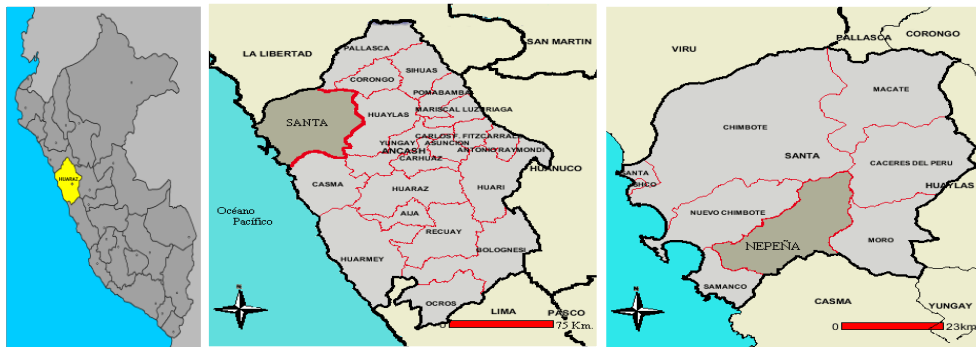 HUARAZ
LA LIBERTAD
SAN MARTIN
PALLASCA
CORONGO
SIHUAS
POMABAMBA
MARISCAL LUZURIAGA
SANTA
HUAYLAS
YUNGAY
CARLOS F. FITZCARRALD
ASUNCION
ANCASH
ANTONIO RAYMONDI
CARHUAZ
HUANUCO
CASMA
HUARAZ
HUARI
Océano
Pacífico
AIJA
RECUAY
BOLOGNESI
HUARMEY
OCROS
LIMA
PASCO
N
0
75 Km.
VIRU
PALLASCA
CORONGO
MACATE
CHIMBOTE
SANTA
CACERES DEL PERU
SANTA
HUAYLAS
NUEVO CHIMBOTE
NEPEÑA
MORO
SAMANCO
CASMA
YUNGAY
N
0
23km